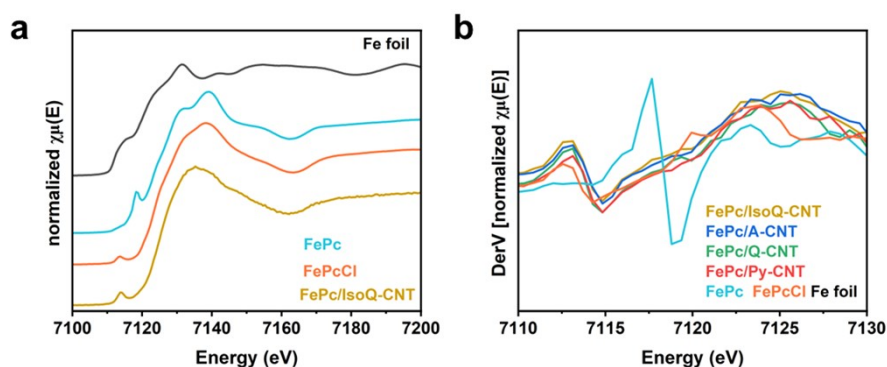 a
normalized χμ(E)
Fe foil
FePc
FePcCl
FePc/IsoQ-CNT
7100 7120 7140 7160 7180 7200
Energy (eV)
b
DerV [normalized χμ(E)]
FePc/IsoQ-CNT
FePc/A-CNT
FePc/Q-CNT
FePc/Py-CNT
FePc FePcCl Fe foil
7110 7115 7120 7125 7130
Energy (eV)